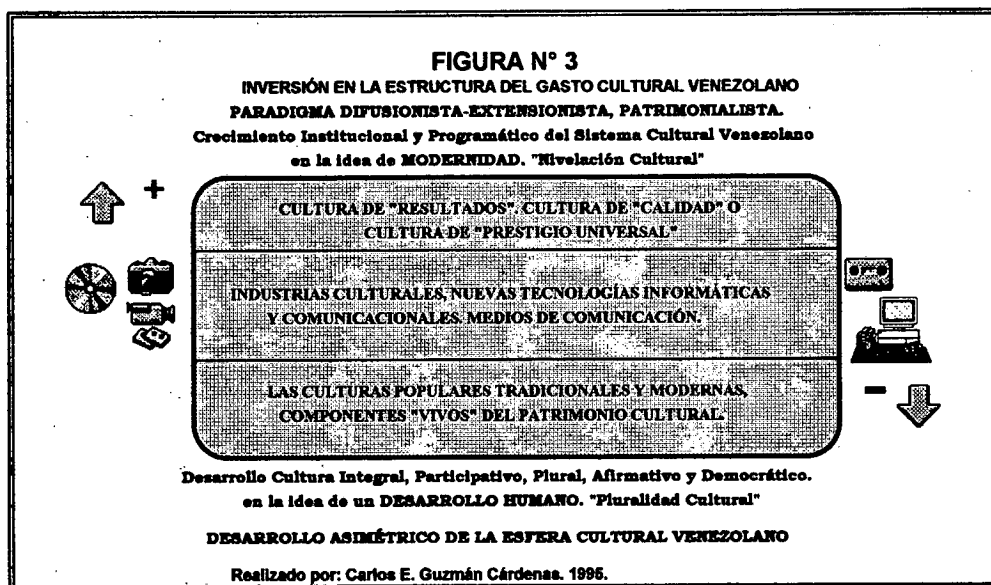 FIGURA N° 3
INVERSIÓN EN LA ESTRUCTURA DEL GASTO CULTURAL VENEZOLANO
PARADIGMA DIFUSIONISTA-EXTENSIONISTA, PATRIMONIALISTA.
Crecimiento Institucional y Programático del Sistema Cultural Venezolano
en la idea de MODERNIDAD. "Nivelación Cultural"
+
CULTURA DE "RESULTADOS". CULTURA DE "CALIDAD" O
CULTURA DE "PRESTIGIO UNIVERSAL"
INDUSTRIAS CULTURALES, NUEVAS TECNOLOGÍAS INFORMÁTICAS
Y COMUNICACIONALES. MEDIOS DE COMUNICACIÓN.
LAS CULTURAS POPULARES TRADICIONALES Y MODERNAS,
COMPONENTES "VIVOS" DEL PATRIMONIO CULTURAL.
-
Desarrollo Cultura Integral, Participativo, Plural, Afirmativo y Democrático.
en la idea de un DESARROLLO HUMANO. "Pluralidad Cultural"
DESARROLLO ASIMÉTRICO DE LA ESFERA CULTURAL VENEZOLANO
Realizado por: Carlos E. Guzmán Cárdenas. 1995.